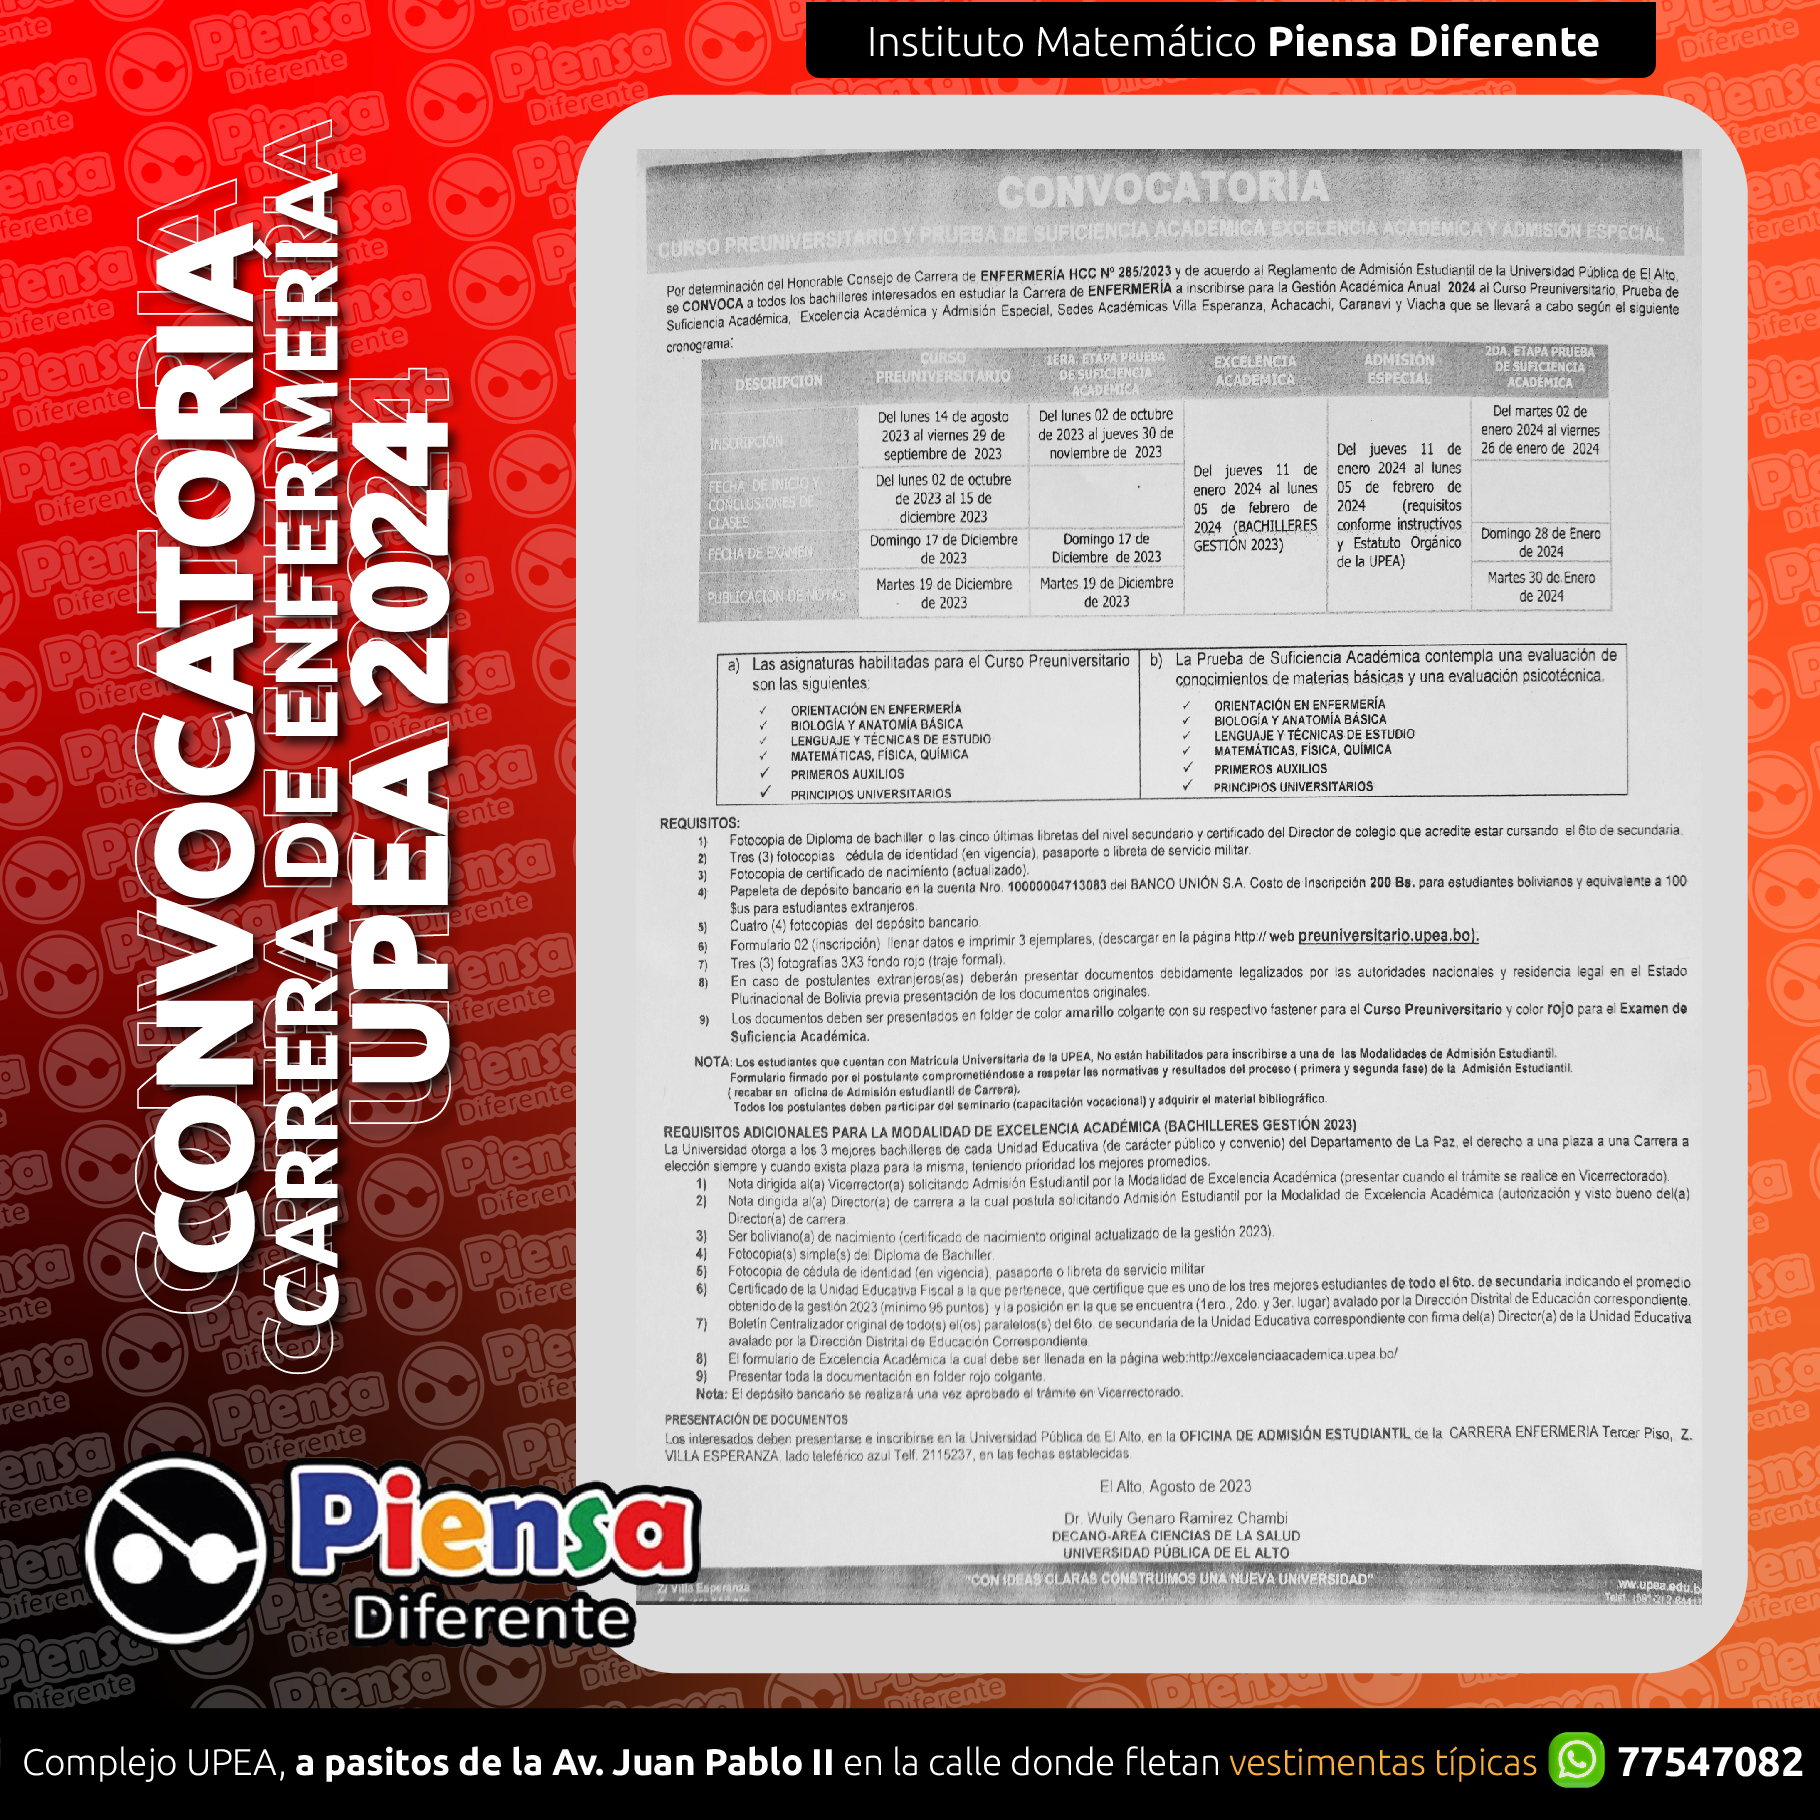 Instituto Matemático Piensa Diferente
CONVOCATORIA
CARRERA DE ENFERMERÍA
UPEA 2024
CONVOCATORIA
CURSO PREUNIVERSITARIO Y PRUEBA DE SUFICIENCIA ACADÉMICA EXCELENCIA ACADÉMICA Y ADMISIÓN ESPECIAL
Por determinación del Honorable Consejo de Carrera de ENFERMERÍA HCC Nº 285/2023 y de acuerdo al Reglamento de Admisión Estudiantil de la Universidad Pública de El Alto,
se CONVOCA a todos los bachilleres interesados en estudiar la Carrera de ENFERMERÍA a inscribirse para la Gestión Académica Anual 2024 al Curso Preuniversitario, Prueba de
Suficiencia Académica, Excelencia Académica y Admisión Especial, Sedes Académicas Villa Esperanza, Achacachi, Caranavi y Viacha que se llevará a cabo según el siguiente
cronograma:
DESCRIPCIÓN
CURSO
PREUNIVERSITARIO
1ERA. ETAPA PRUEBA
DE SUFICIENCIA
ACADÉMICA
EXCELENCIA
ACADÉMICA
ADMISIÓN
ESPECIAL
2DA. ETAPA PRUEBA
DE SUFICIENCIA
ACADÉMICA
INSCRIPCIÓN
Del lunes 14 de agosto
2023 al viernes 29 de
septiembre de 2023
Del lunes 02 de octubre
de 2023 al jueves 30 de
noviembre de 2023
Del jueves 11 de
enero 2024 al lunes
05 de febrero de
2024 (BACHILLERES
GESTIÓN 2023)
Del jueves 11 de
enero 2024 al lunes
05 de febrero de
2024 (requisitos
conforme instructivos
y Estatuto Orgánico
de la UPEA)
Del martes 02 de
enero 2024 al viernes
26 de enero de 2024
FECHA DE INICIO Y
CONCLUSIONES DE
CLASES
Del lunes 02 de octubre
de 2023 al 15 de
diciembre 2023
FECHA DE EXAMEN
Domingo 17 de Diciembre
de 2023
Domingo 17 de
Diciembre de 2023
Domingo 28 de Enero
de 2024
PUBLICACIÓN DE NOTAS
Martes 19 de Diciembre
de 2023
Martes 19 de Diciembre
de 2023
Martes 30 de Enero
de 2024
a) Las asignaturas habilitadas para el Curso Preuniversitario
son las siguientes:
✓ ORIENTACIÓN EN ENFERMERÍA
✓ BIOLOGÍA Y ANATOMÍA BÁSICA
✓ LENGUAJE Y TÉCNICAS DE ESTUDIO
✓ MATEMÁTICAS, FÍSICA, QUÍMICA
✓ PRIMEROS AUXILIOS
✓ PRINCIPIOS UNIVERSITARIOS
b) La Prueba de Suficiencia Académica contempla una evaluación de
conocimientos de materias básicas y una evaluación psicotécnica.
✓ ORIENTACIÓN EN ENFERMERÍA
✓ BIOLOGÍA Y ANATOMÍA BÁSICA
✓ LENGUAJE Y TÉCNICAS DE ESTUDIO
✓ MATEMÁTICAS, FÍSICA, QUÍMICA
✓ PRIMEROS AUXILIOS
✓ PRINCIPIOS UNIVERSITARIOS
REQUISITOS:
1) Fotocopia de Diploma de bachiller o las cinco últimas libretas del nivel secundario y certificado del Director de colegio que acredite estar cursando el 6to de secundaria.
2) Tres (3) fotocopias cédula de identidad (en vigencia), pasaporte o libreta de servicio militar.
3) Fotocopia de certificado de nacimiento (actualizado).
4) Papeleta de depósito bancario en la cuenta Nro. 10000004713083 del BANCO UNIÓN S.A. Costo de Inscripción 200 Bs. para estudiantes bolivianos y equivalente a 100
$us para estudiantes extranjeros.
5) Cuatro (4) fotocopias del depósito bancario.
6) Formulario 02 (inscripción) llenar datos e imprimir 3 ejemplares, (descargar en la página http:// web preuniversitario.upea.bo).
7) Tres (3) fotografías 3X3 fondo rojo (traje formal).
8) En caso de postulantes extranjeros(as) deberán presentar documentos debidamente legalizados por las autoridades nacionales y residencia legal en el Estado
Plurinacional de Bolivia previa presentación de los documentos originales.
9) Los documentos deben ser presentados en folder de color amarillo colgante con su respectivo fastener para el Curso Preuniversitario y color rojo para el Examen de
Suficiencia Académica.
NOTA: Los estudiantes que cuentan con Matrícula Universitaria de la UPEA, No están habilitados para inscribirse a una de las Modalidades de Admisión Estudiantil.
Formulario firmado por el postulante comprometiéndose a respetar las normativas y resultados del proceso ( primera y segunda fase) de la Admisión Estudiantil.
( recabar en oficina de Admisión estudiantil de Carrera).
Todos los postulantes deben participar del seminario (capacitación vocacional) y adquirir el material bibliográfico.
REQUISITOS ADICIONALES PARA LA MODALIDAD DE EXCELENCIA ACADÉMICA (BACHILLERES GESTIÓN 2023)
La Universidad otorga a los 3 mejores bachilleres de cada Unidad Educativa (de carácter público y convenio) del Departamento de La Paz, el derecho a una plaza a una Carrera a
elección siempre y cuando exista plaza para la misma, teniendo prioridad los mejores promedios.
1) Nota dirigida al(a) Vicerrector(a) solicitando Admisión Estudiantil por la Modalidad de Excelencia Académica (presentar cuando el trámite se realice en Vicerrectorado).
2) Nota dirigida al(a) Director(a) de carrera a la cual postula solicitando Admisión Estudiantil por la Modalidad de Excelencia Académica (autorización y visto bueno del(a)
Director(a) de carrera.
3) Ser boliviano(a) de nacimiento (certificado de nacimiento original actualizado de la gestión 2023).
4) Fotocopia(s) simple(s) del Diploma de Bachiller
5) Fotocopia de cédula de identidad (en vigencia), pasaporte o libreta de servicio militar
6) Certificado de la Unidad Educativa Fiscal a la que pertenece, que certifique que es uno de los tres mejores estudiantes de todo el 6to. de secundaria indicando el promedio
obtenido de la gestión 2023 (mínimo 95 puntos) y la posición en la que se encuentra (1ero., 2do. y 3er. lugar) avalado por la Dirección Distrital de Educación correspondiente.
7) Boletín Centralizador original de todo(s) el(os) paralelos(s) del 6to. de secundaria de la Unidad Educativa correspondiente con firma del(a) Director(a) de la Unidad Educativa
avalado por la Dirección Distrital de Educación Correspondiente
8) El formulario de Excelencia Académica la cual debe ser llenada en la página web:http://excelenciaacademica.upea.bo/
9) Presentar toda la documentación en folder rojo colgante.
Nota: El depósito bancario se realizará una vez aprobado el trámite en Vicerrectorado.
PRESENTACIÓN DE DOCUMENTOS
Los interesados deben presentarse e inscribirse en la Universidad Pública de El Alto, en la OFICINA DE ADMISIÓN ESTUDIANTIL de la CARRERA ENFERMERIA Tercer Piso, Z.
VILLA ESPERANZA, lado teleférico azul Telf. 2115237, en las fechas establecidas.
El Alto, Agosto de 2023
Dr. Wuily Genaro Ramirez Chambi
DECANO-AREA CIENCIAS DE LA SALUD
UNIVERSIDAD PÚBLICA DE EL ALTO
Z/ Villa Esperanza
"CON IDEAS CLARAS CONSTRUIMOS UNA NUEVA UNIVERSIDAD"
ww.upea.edu.b
Piensa
Diferente
Complejo UPEA, a pasitos de la Av. Juan Pablo II en la calle donde fletan vestimentas típicas 77547082